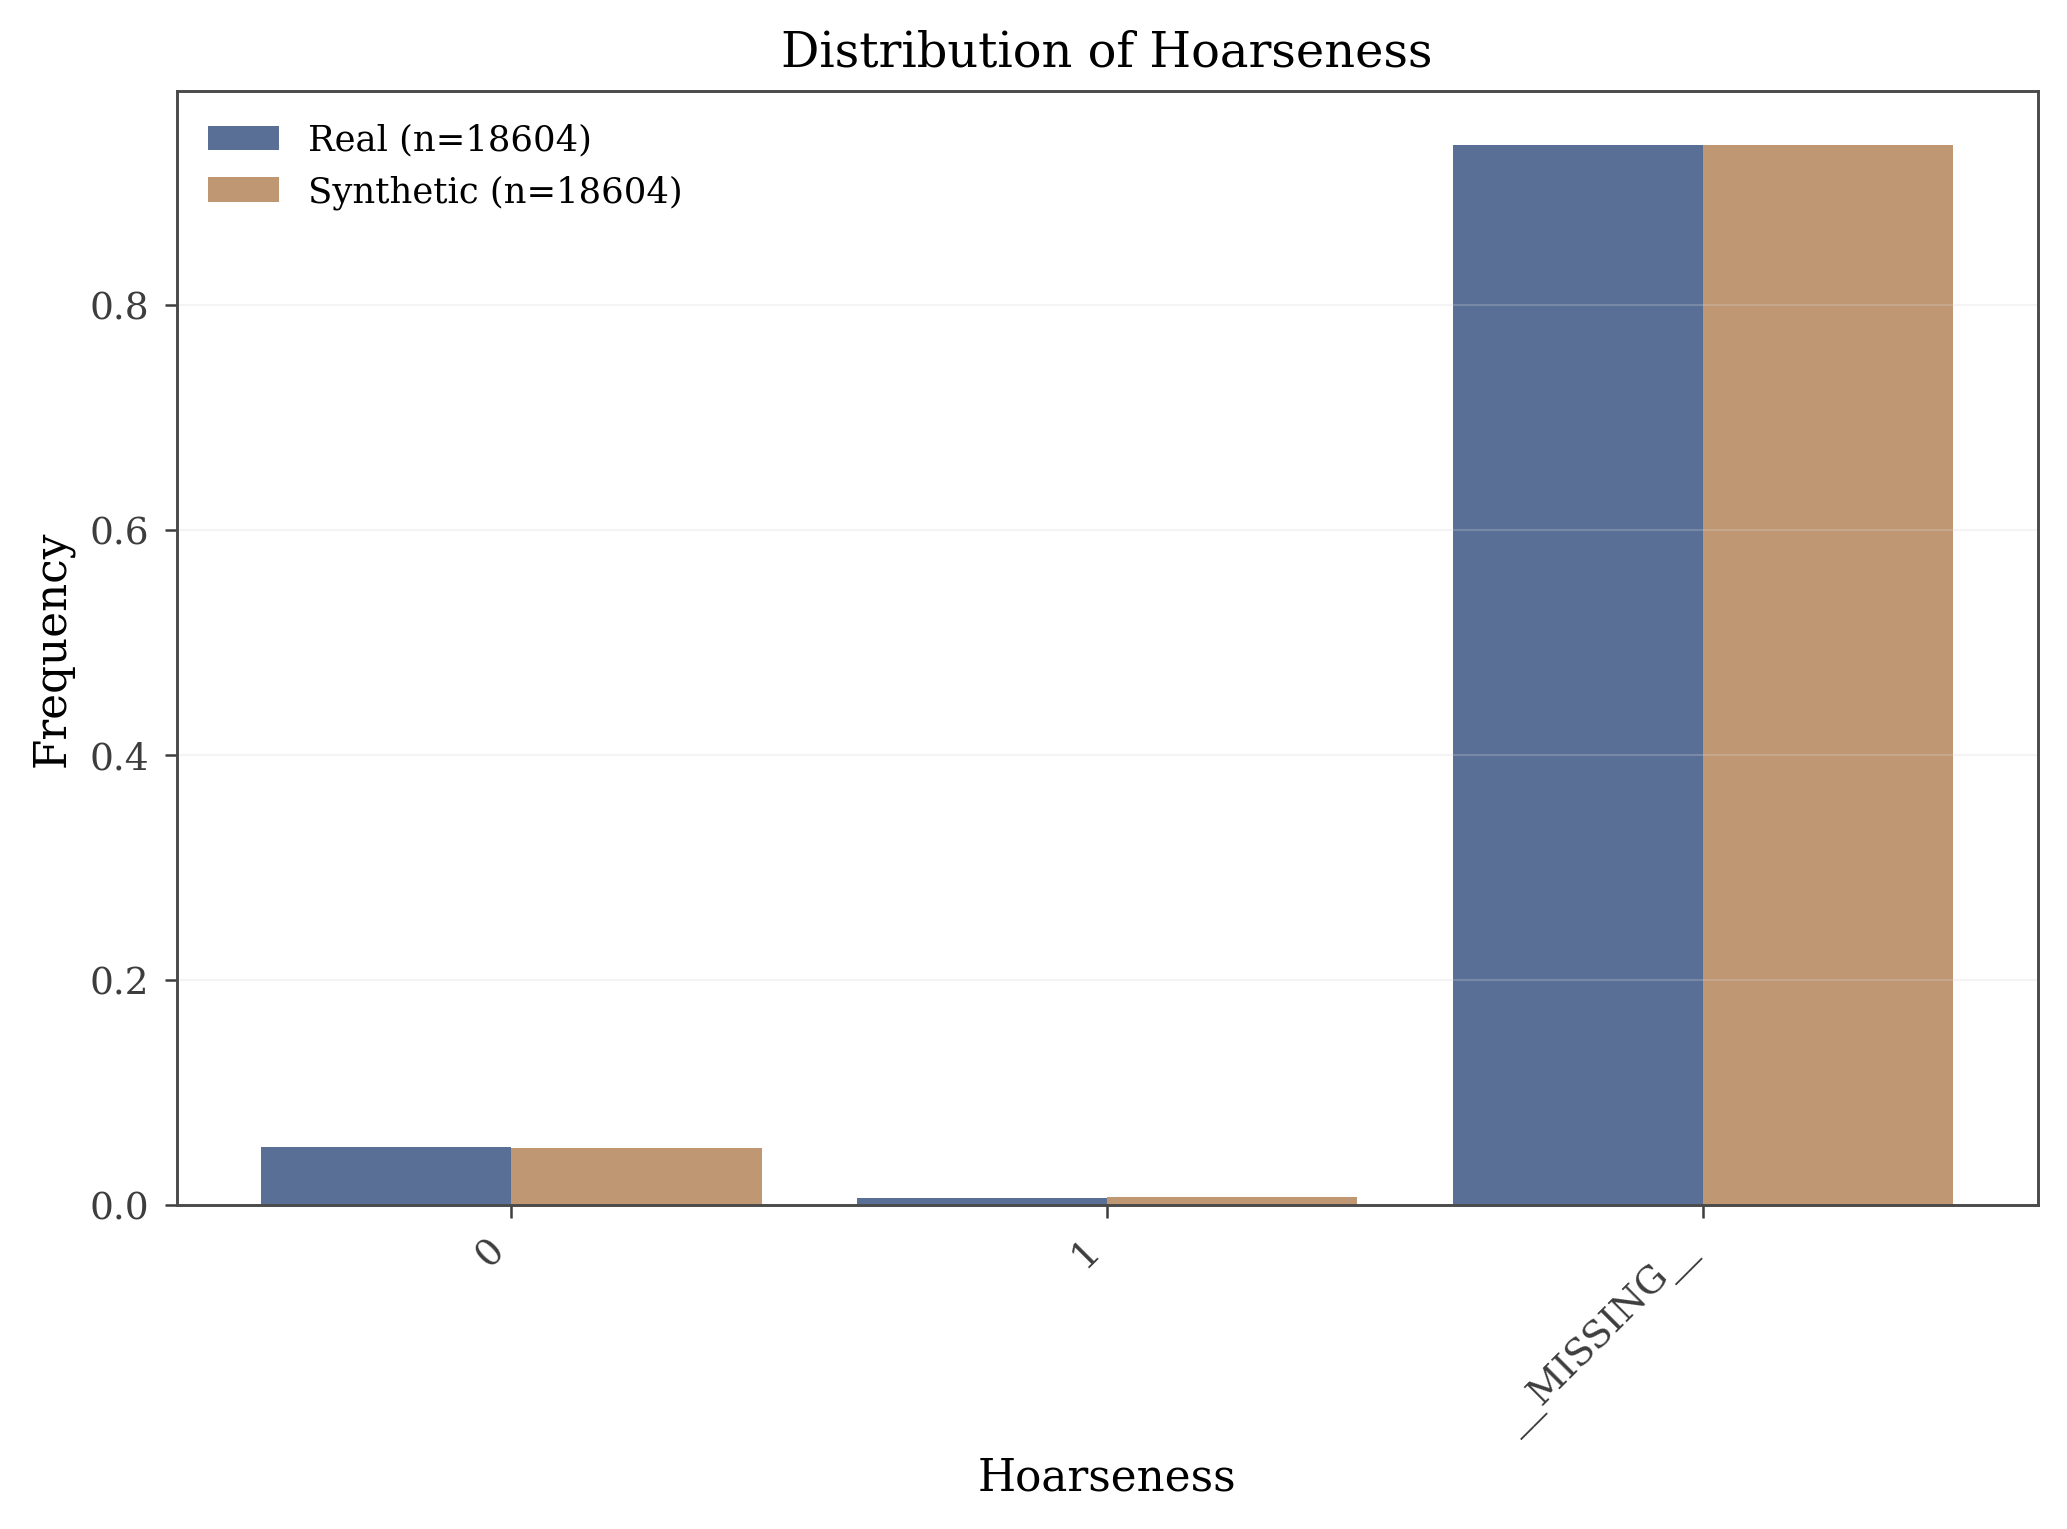 Distribution of Hoarseness
Real (n=18604)
Synthetic (n=18604)
Frequency
0.8
0.6
0.4
0.2
0.0
0
1
__MISSING__
Hoarseness